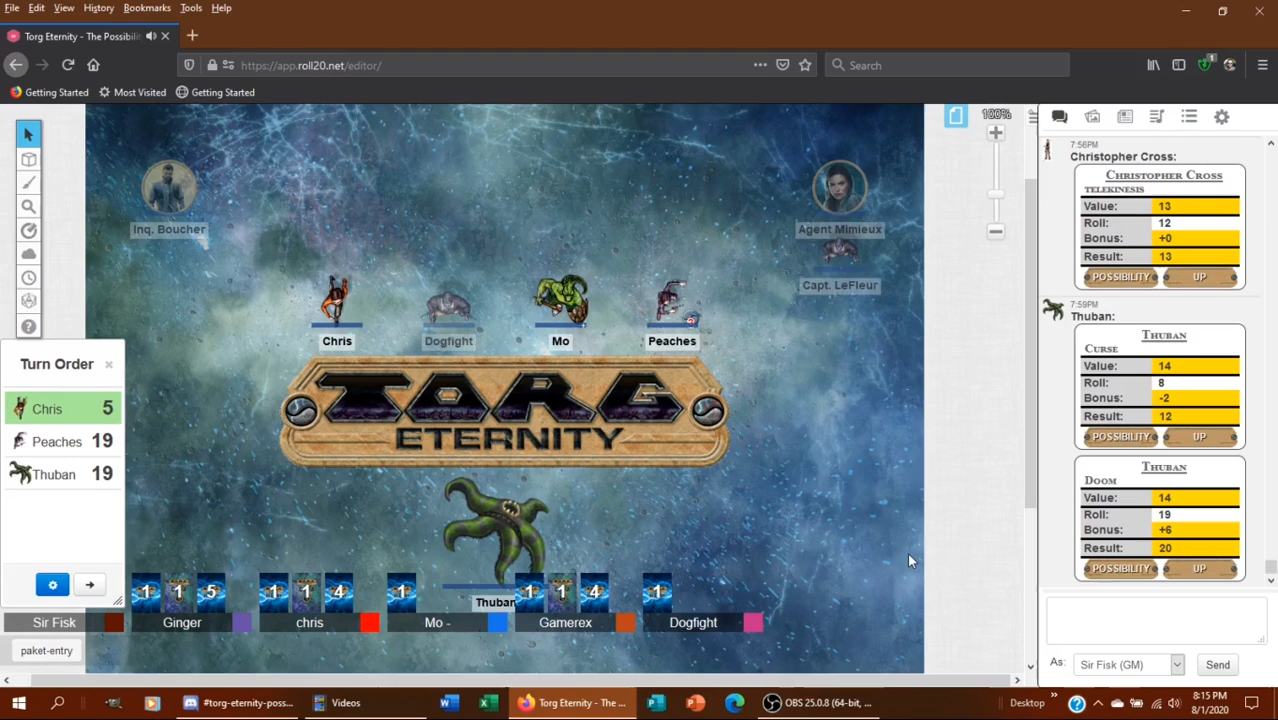 File Edit View History Bookmarks Tools Help
Torg Eternity - The Possibili
https://app.roll20.net/editor/
Search
1
Getting Started
Most Visited
Getting Started
100%
Inq. Boucher
Agent Mimieux
Capt. LeFleur
Chris
Dogfight
Mo
Peaches
TORG
ETERNITY
Turn Order
Chris 5
Peaches 19
Thuban 19
1 1 5
1 1 4
1
1 1 4
1
Thuban
Sir Fisk
Ginger
chris
Mo -
Gamerex
Dogfight
paket-entry
7:56PM
Christopher Cross:
Christopher Cross
Telekinesis
Value: 13
Roll: 12
Bonus: +0
Result: 13
POSSIBILITY UP
7:59PM
Thuban:
Thuban
Curse
Value: 14
Roll: 8
Bonus: -2
Result: 12
POSSIBILITY UP
Thuban
Doom
Value: 14
Roll: 19
Bonus: +6
Result: 20
POSSIBILITY UP
As: Sir Fisk (GM) Send
#torg-eternity-poss...
Videos
Torg Eternity - The ...
OBS 25.0.8 (64-bit, ...
Desktop
8:15 PM
8/1/2020